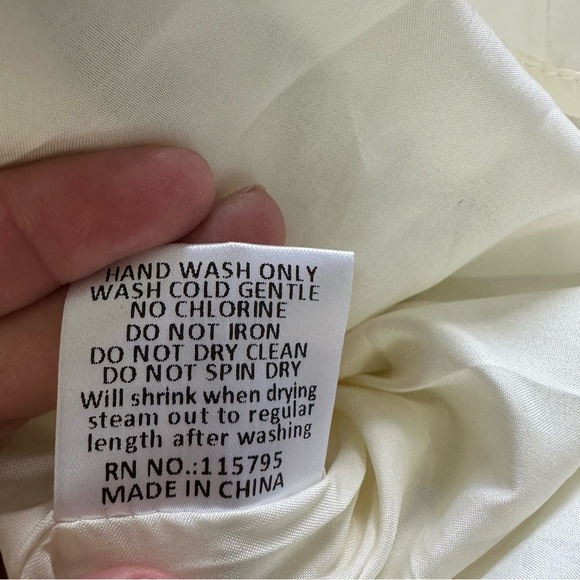 HAND WASH ONLY
WASH COLD GENTLE
NO CHLORINE
DO NOT IRON
DO NOT DRY CLEAN
DO NOT SPIN DRY
Will shrink when drying
steam out to regular
length after washing
RN NO.:115795
MADE IN CHINA